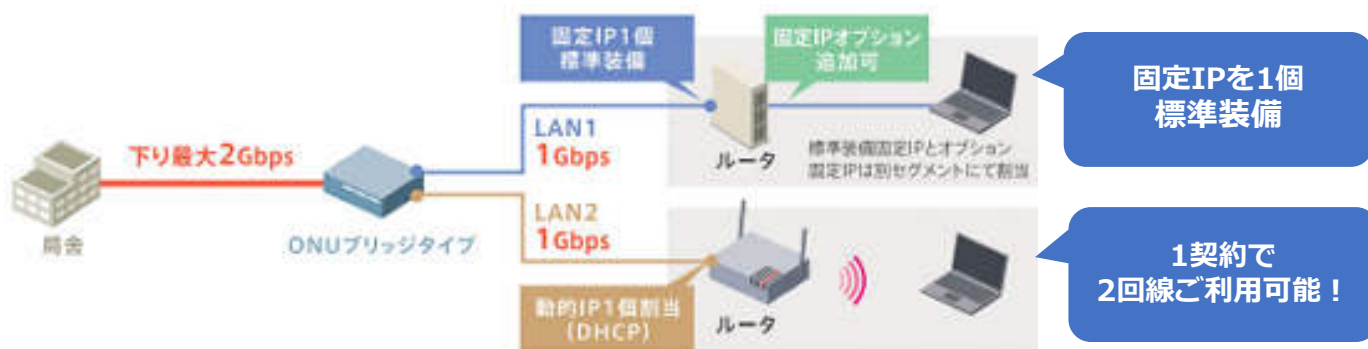 固定IP1個
標準装備
固定IPオプション
追加可
固定IPを1個
標準装備
LAN1
1Gbps
下り最大2Gbps
ルータ
標準装備固定IPとオプション
固定IPは別セグメントにて割当
局舎
ONUブリッジタイプ
LAN2
1Gbps
1契約で
2回線ご利用可能！
動的IP1個割当
(DHCP)
ルータ